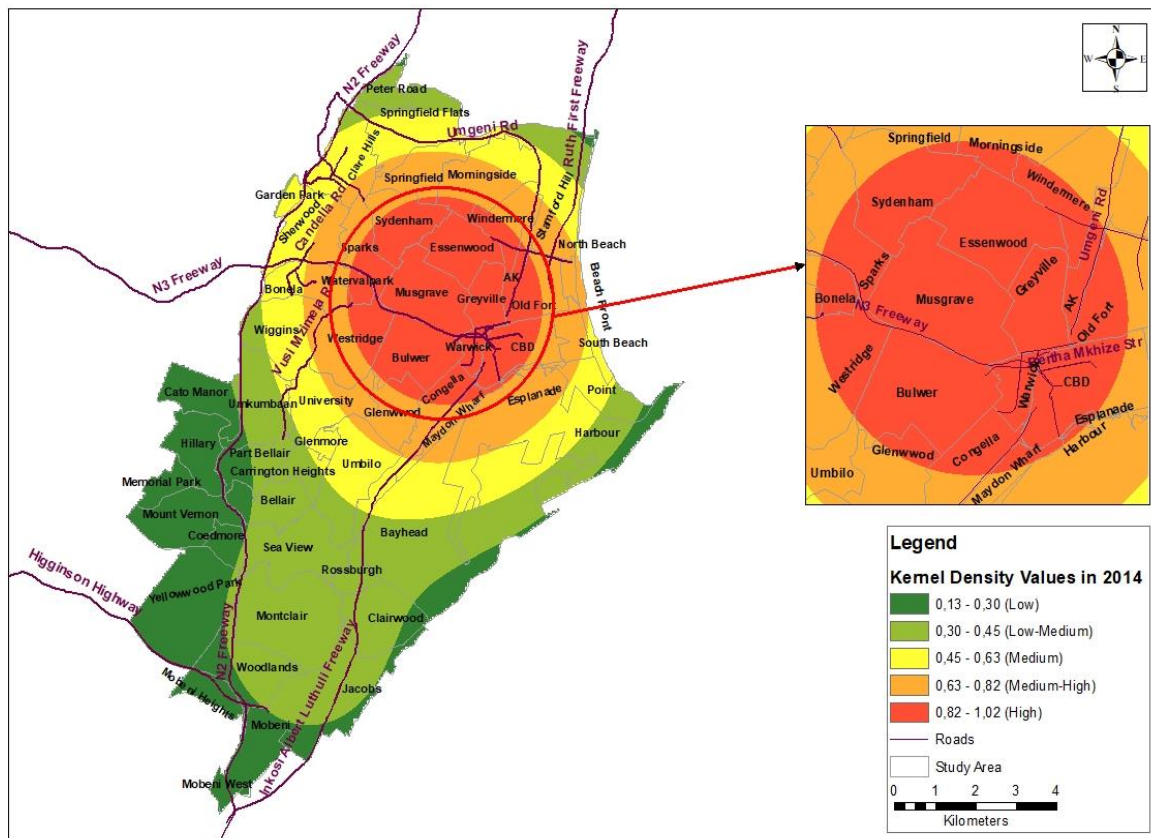 N
W E
S
N2 Freeway
Peter Road
Springfield Flats
Umgeni Rd
Ruth First Freeway
Clare Hills
Garden Park
Sherwood
Candella Rd
Springfield
Morningside
Stamford Hill
Sydenham
Windermere
Sparks
Essenwood
North Beach
N3 Freeway
Watervalpark
Bonela
Musgrave
Greyville
AK
Old Fort
Beach Front
Wiggins
Vusi Mzimela R
Westridge
Bulwer
Warwick
CBD
South Beach
Cato Manor
Umkumbaan
University
Congella
Glenwwod
Maydon Wharf
Esplanade
Point
Hillary
Part Bellair
Glenmore
Harbour
Carrington Heights
Umbilo
Memorial Park
Bellair
Mount Vernon
Coedmore
Sea View
Bayhead
Higginson Highway
Yellowwood Park
Rossburgh
N2 Freeway
Montclair
Clairwood
Woodlands
Mobeni Heights
Jacobs
Mobeni
Inkosi Albert Luthuli Freeway
Mobeni West
Springfield
Morningside
Windermere
Sydenham
Umgeni Rd
Essenwood
Sparks
Greyville
Bonela
Musgrave
AK
N3 Freeway
Old Fort
Bertha Mkhize Str
Westridge
Bulwer
Warwick
CBD
Esplanade
Glenwwod
Congella
Harbour
Umbilo
Maydon Wharf
Legend
Kernel Density Values in 2014
0,13 - 0,30 (Low)
0,30 - 0,45 (Low-Medium)
0,45 - 0,63 (Medium)
0,63 - 0,82 (Medium-High)
0,82 - 1,02 (High)
Roads
Study Area
0 1 2 3 4
Kilometers